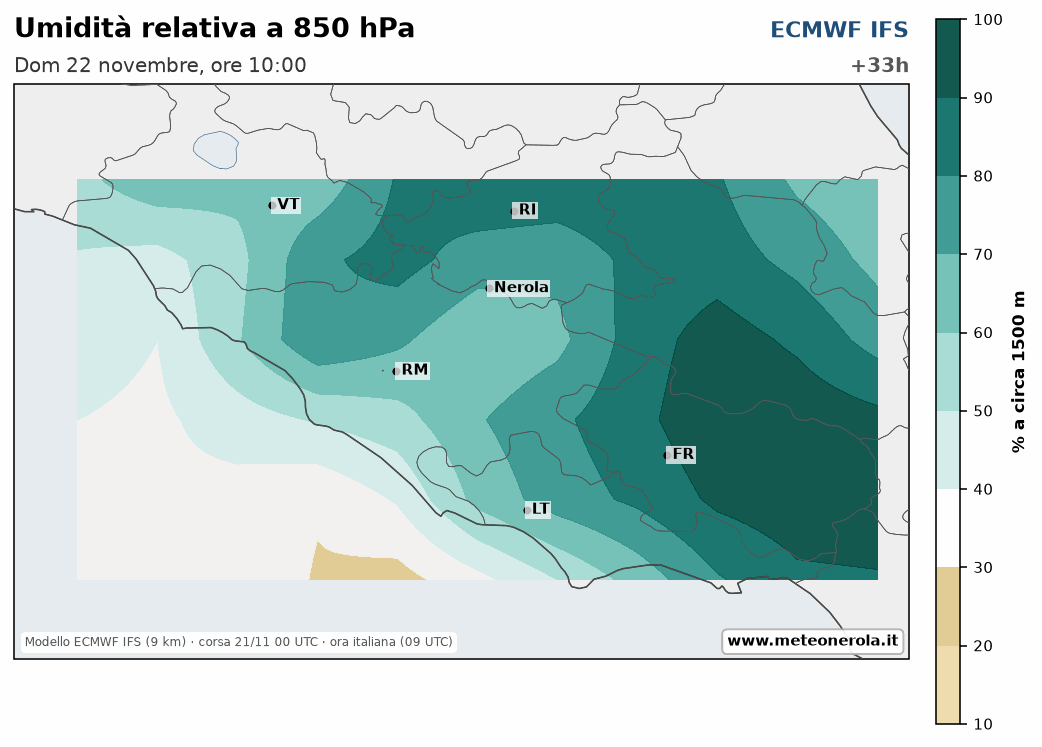 Umidità relativa a 850 hPa
ECMWF IFS
Dom 22 novembre, ore 10:00
+33h
VT
RI
Nerola
RM
FR
LT
Modello ECMWF IFS (9 km) · corsa 21/11 00 UTC · ora italiana (09 UTC)
www.meteonerola.it
100
90
80
70
60
50
40
30
20
10
% a circa 1500 m